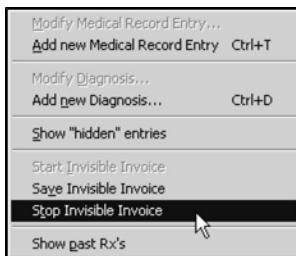 Modify Medical Record Entry...
Add new Medical Record Entry Ctrl+T
Modify Diagnosis...
Add new Diagnosis... Ctrl+D
Show "hidden" entries
Start Invisible Invoice
Save Invisible Invoice
Stop Invisible Invoice
Show past Rx's